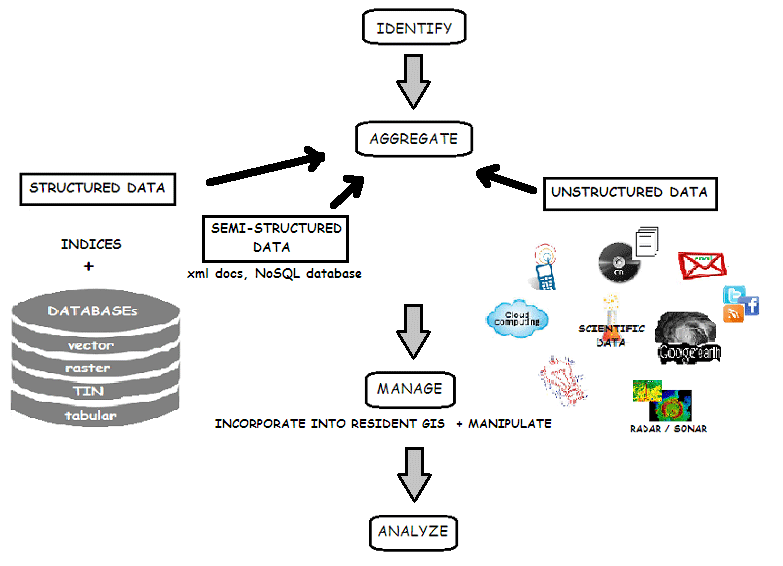 IDENTIFY
AGGREGATE
STRUCTURED DATA
UNSTRUCTURED DATA
SEMI-STRUCTURED
DATA
xml docs, NoSQL database
INDICES
+
DATABASEs
vector
raster
TIN
tabular
CD
Cloud
computing
SCIENTIFIC
DATA
Google earth
RADAR / SONAR
MANAGE
INCORPORATE INTO RESIDENT GIS + MANIPULATE
ANALYZE